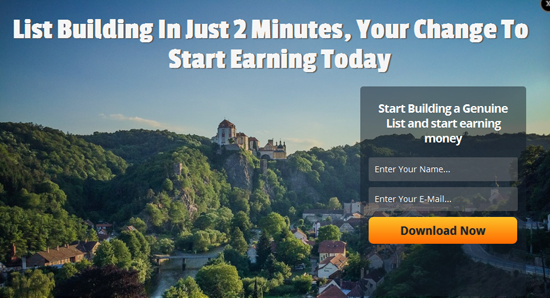 List Building In Just 2 Minutes, Your Change To
Start Earning Today
Start Building a Genuine
List and start earning
money
Enter Your Name...
Enter Your E-Mail...
Download Now